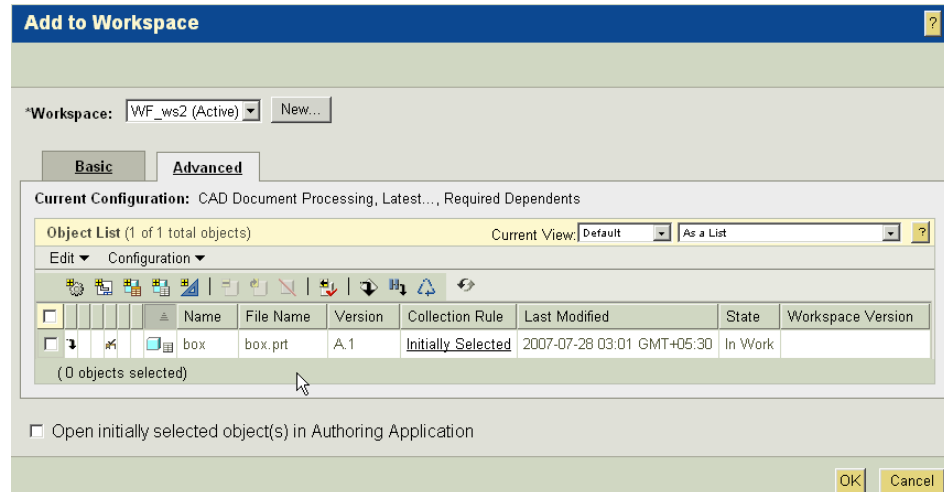 Add to Workspace ?
*Workspace: WF_ws2 (Active) New...
Basic Advanced
Current Configuration: CAD Document Processing, Latest..., Required Dependents
Object List (1 of 1 total objects) Current View: Default As a List ?
Edit Configuration
Name File Name Version Collection Rule Last Modified State Workspace Version
box box.prt A.1 Initially Selected 2007-07-28 03:01 GMT+05:30 In Work
(0 objects selected)
Open initially selected object(s) in Authoring Application
OK Cancel